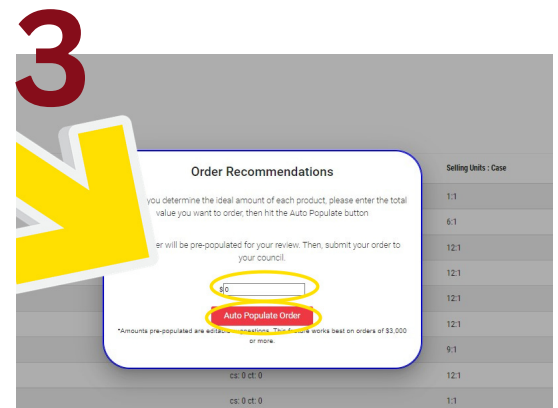 3
Order Recommendations
Selling Units : Case
you determine the ideal amount of each product, please enter the total
value you want to order, then hit the Auto Populate button
1:1
6:1
er will be pre-populated for your review. Then, submit your order to
your council.
12:1
12:1
$ 0
12:1
Auto Populate Order
12:1
*Amounts pre-populated are editable suggestions. This feature works best on orders of $3,000
or more.
9:1
cs: 0 ct: 0 12:1
cs: 0 ct: 0 1:1